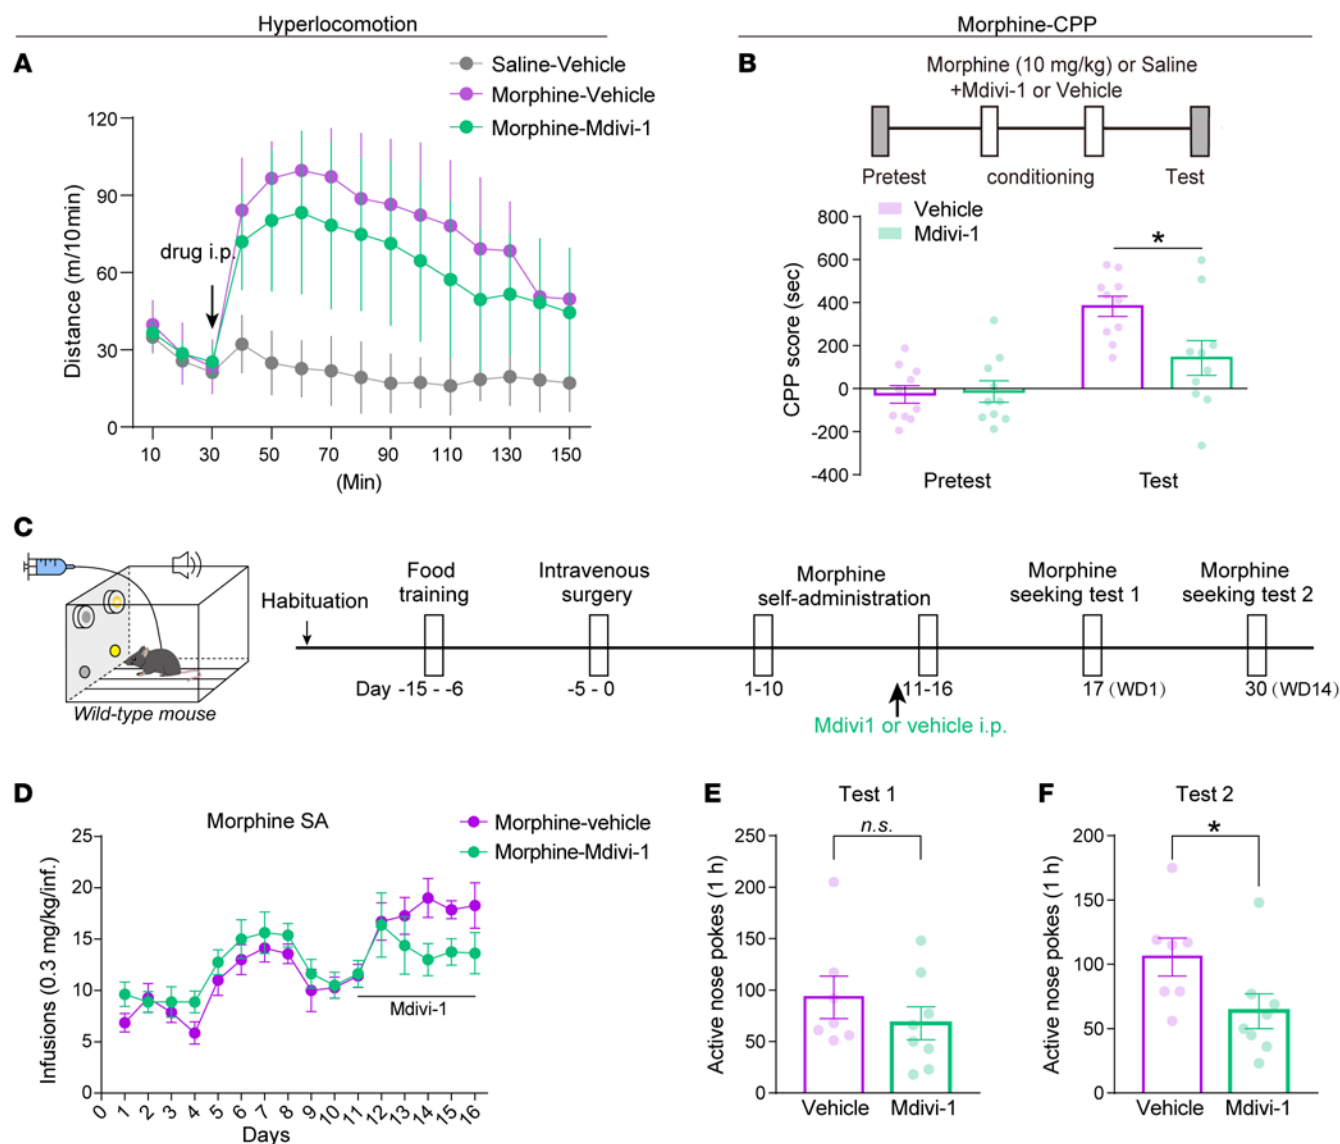 Hyperlocomotion
Morphine-CPP
A
Saline-Vehicle
Morphine-Vehicle
Morphine-Mdivi-1
120
90
60
30
0
Distance (m/10min)
drug i.p.
10
30
50
70
90
110
130
150
(Min)
B
Morphine (10 mg/kg) or Saline
+Mdivi-1 or Vehicle
Pretest
conditioning
Test
Vehicle
Mdivi-1
800
600
400
200
0
-200
-400
CPP score (sec)
*
Pretest
Test
C
Wild-type mouse
Habituation
Food
training
Intravenous
surgery
Morphine
self-administration
Morphine
seeking test 1
Morphine
seeking test 2
Day -15 - -6
-5 - 0
1-10
11-16
17 (WD1)
30 (WD14)
Mdivi1 or vehicle i.p.
D
Morphine SA
Morphine-vehicle
Morphine-Mdivi-1
25
20
15
10
5
0
Infusions (0.3 mg/kg/inf.)
Mdivi-1
0
1
2
3
4
5
6
7
8
9
10
11
12
13
14
15
16
Days
E
Test 1
n.s.
250
200
150
100
50
0
Active nose pokes (1 h)
Vehicle
Mdivi-1
F
Test 2
*
200
150
100
50
0
Active nose pokes (1 h)
Vehicle
Mdivi-1